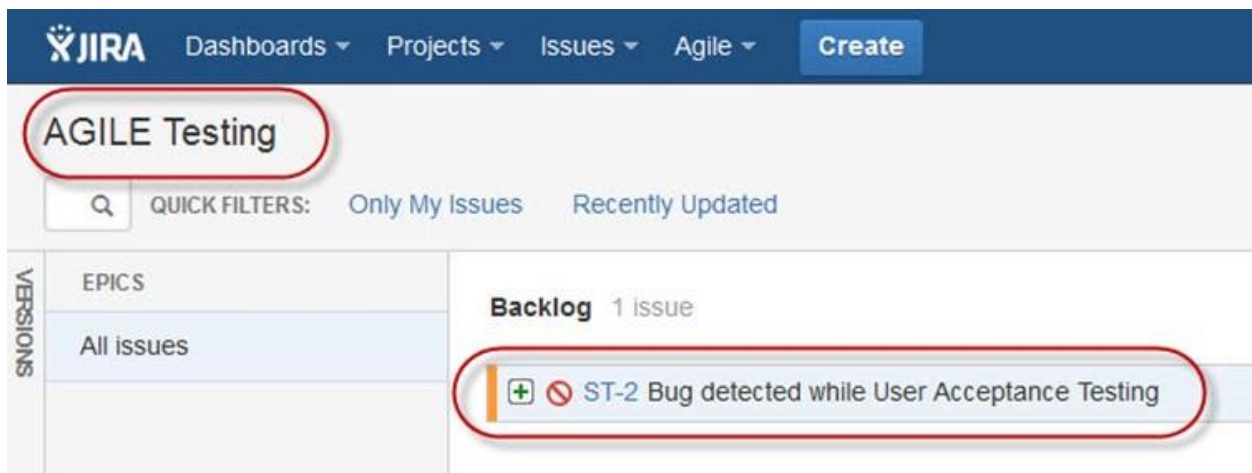 JIRA Dashboards Projects Issues Agile Create
AGILE Testing
QUICK FILTERS: Only My Issues Recently Updated
VERSIONS
EPICS
All issues
Backlog 1 issue
ST-2 Bug detected while User Acceptance Testing